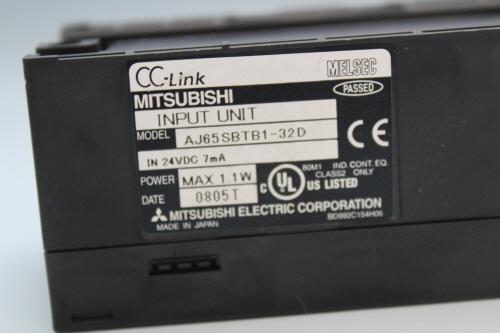 CC-Link MELSEC
MITSUBISHI PASSED
INPUT UNIT
MODEL AJ65SBTB1-32D
CE
IN 24VDC 7mA
80M1 IND. CONT. EQ.
CLASS2 ONLY
POWER MAX 1.1W
C UL US LISTED
DATE 0805T
MITSUBISHI ELECTRIC CORPORATION
MADE IN JAPAN BD992C154H06